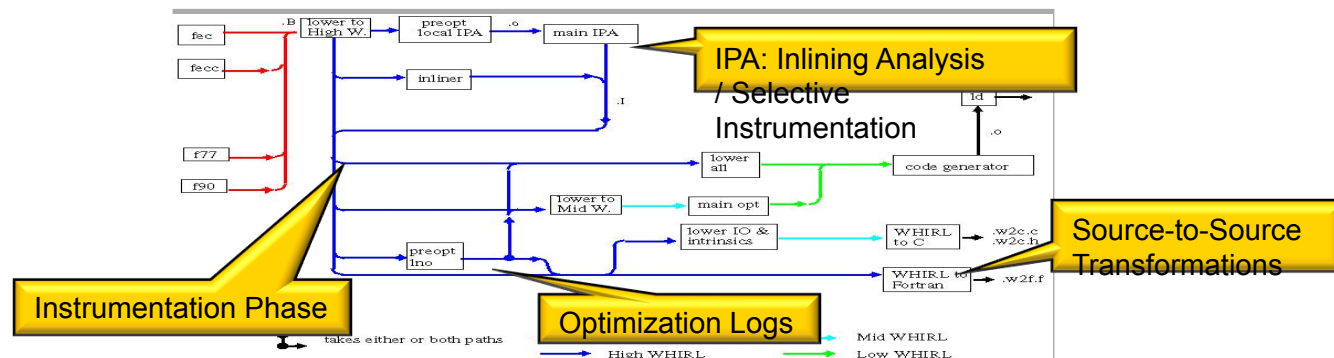 .B
lower to
High W.
preopt
local IPA
.o
main IPA
fec
fecc
IPA: Inlining Analysis
/ Selective
Instrumentation
inliner
.I
ld
.o
f77
f90
lower
all
code generator
lower to
Mid W.
main opt
lower IO &
intrinsics
WHIRL
to C
.w2c.c
.w2c.h
Source-to-Source
Transformations
preopt
lno
WHIRL to
Fortran
.w2f.f
Instrumentation Phase
Optimization Logs
takes either or both paths
Mid WHIRL
High WHIRL
Low WHIRL